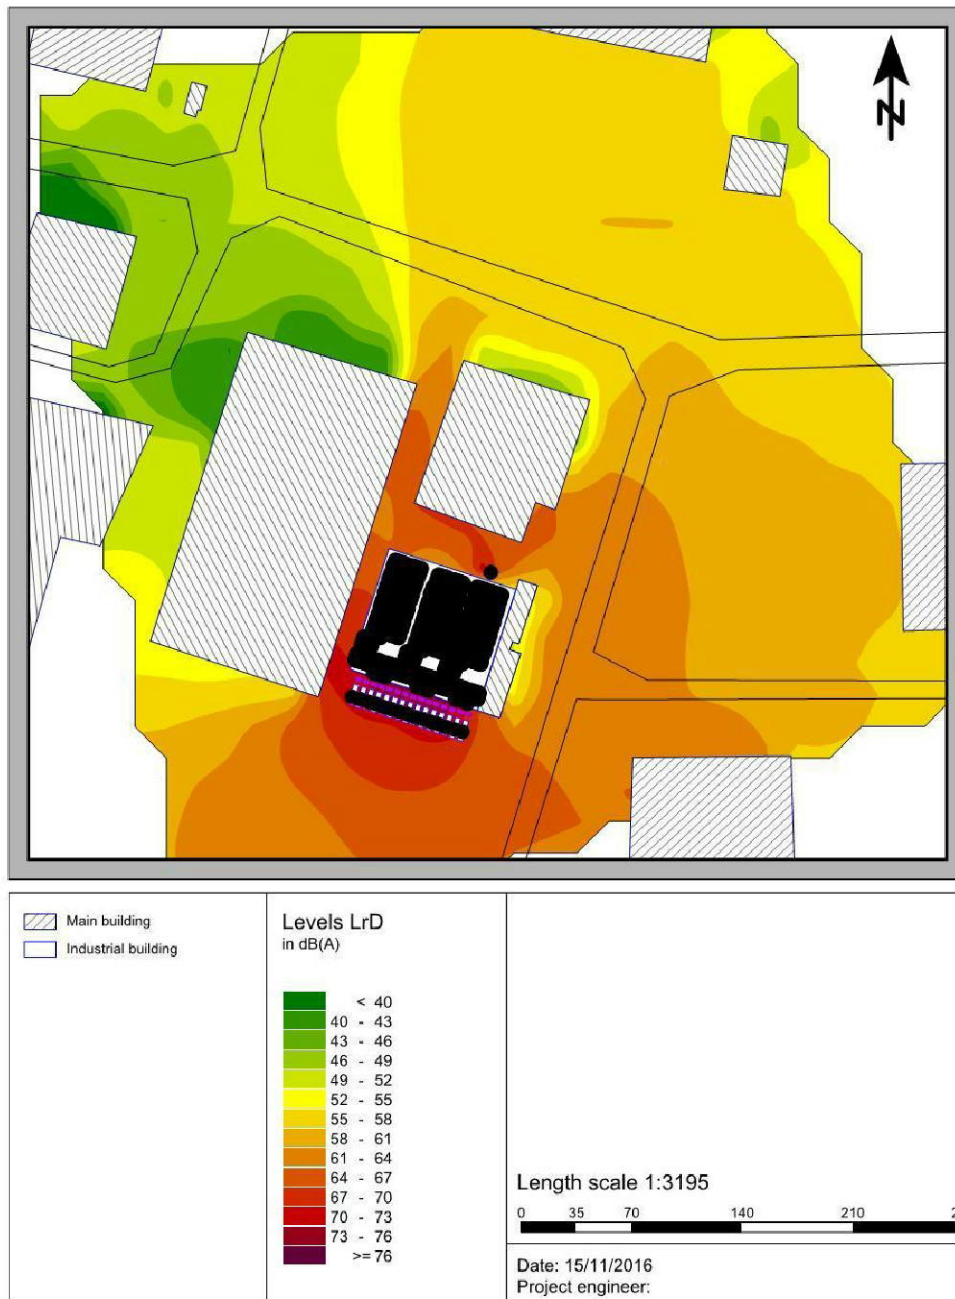 N
Main building
Industrial building
Levels LrD
in dB(A)
< 40
40 - 43
43 - 46
46 - 49
49 - 52
52 - 55
55 - 58
58 - 61
61 - 64
64 - 67
67 - 70
70 - 73
73 - 76
>= 76
Length scale 1:3195
0 35 70 140 210
Date: 15/11/2016
Project engineer: